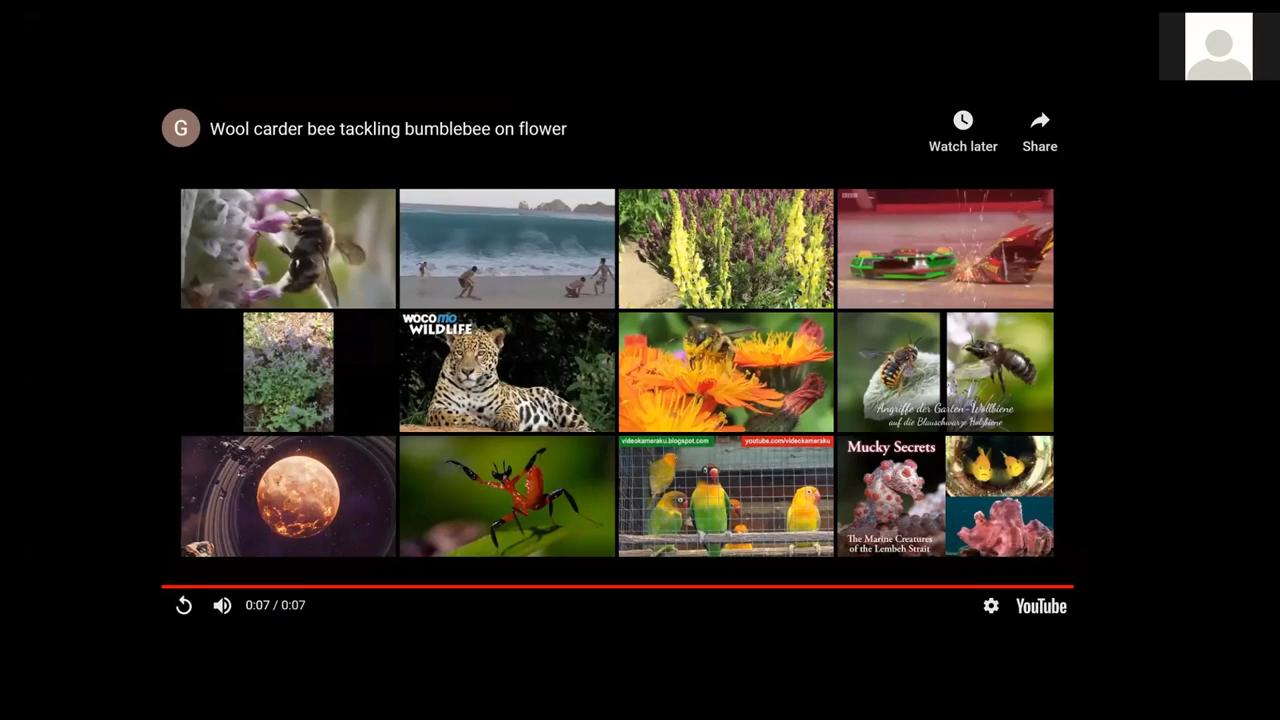 G
Wool carder bee tackling bumblebee on flower
Watch later
Share
BBC
WOCOmo
WILDLIFE
Angriffe der Garten-Wollbiene
auf die Blauschwarze Holzbiene
videokameraku.blogspot.com
youtube.com/videokameraku
Mucky Secrets
The Marine Creatures
of the Lembeh Strait
0:07 / 0:07
YouTube